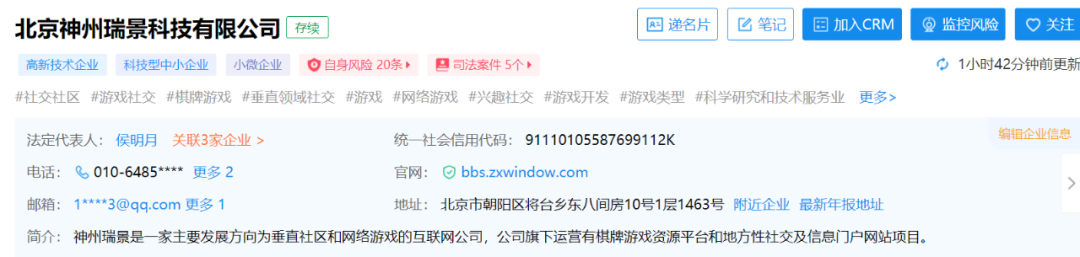 北京神州瑞景科技有限公司 存续 递名片 笔记 加入CRM 监控风险 关注
高新技术企业 科技型中小企业 小微企业 自身风险 20条 司法案件 5个 1小时42分钟前更新
#社交社区 #游戏社交 #棋牌游戏 #垂直领域社交 #游戏 #网络游戏 #兴趣社交 #游戏开发 #游戏类型 #科学研究和技术服务业 更多>
法定代表人： 侯明月 关联3家企业 > 统一社会信用代码： 91110105587699112K 编辑企业信息
电话： 010-6485**** 更多 2 官网： bbs.zxwindow.com
邮箱： 1****3@qq.com 更多 1 地址： 北京市朝阳区将台乡东八间房10号1层1463号 附近企业 最新年报地址
简介： 神州瑞景是一家主要发展方向为垂直社区和网络游戏的互联网公司，公司旗下运营有棋牌游戏资源平台和地方性社交及信息门户网站项目。